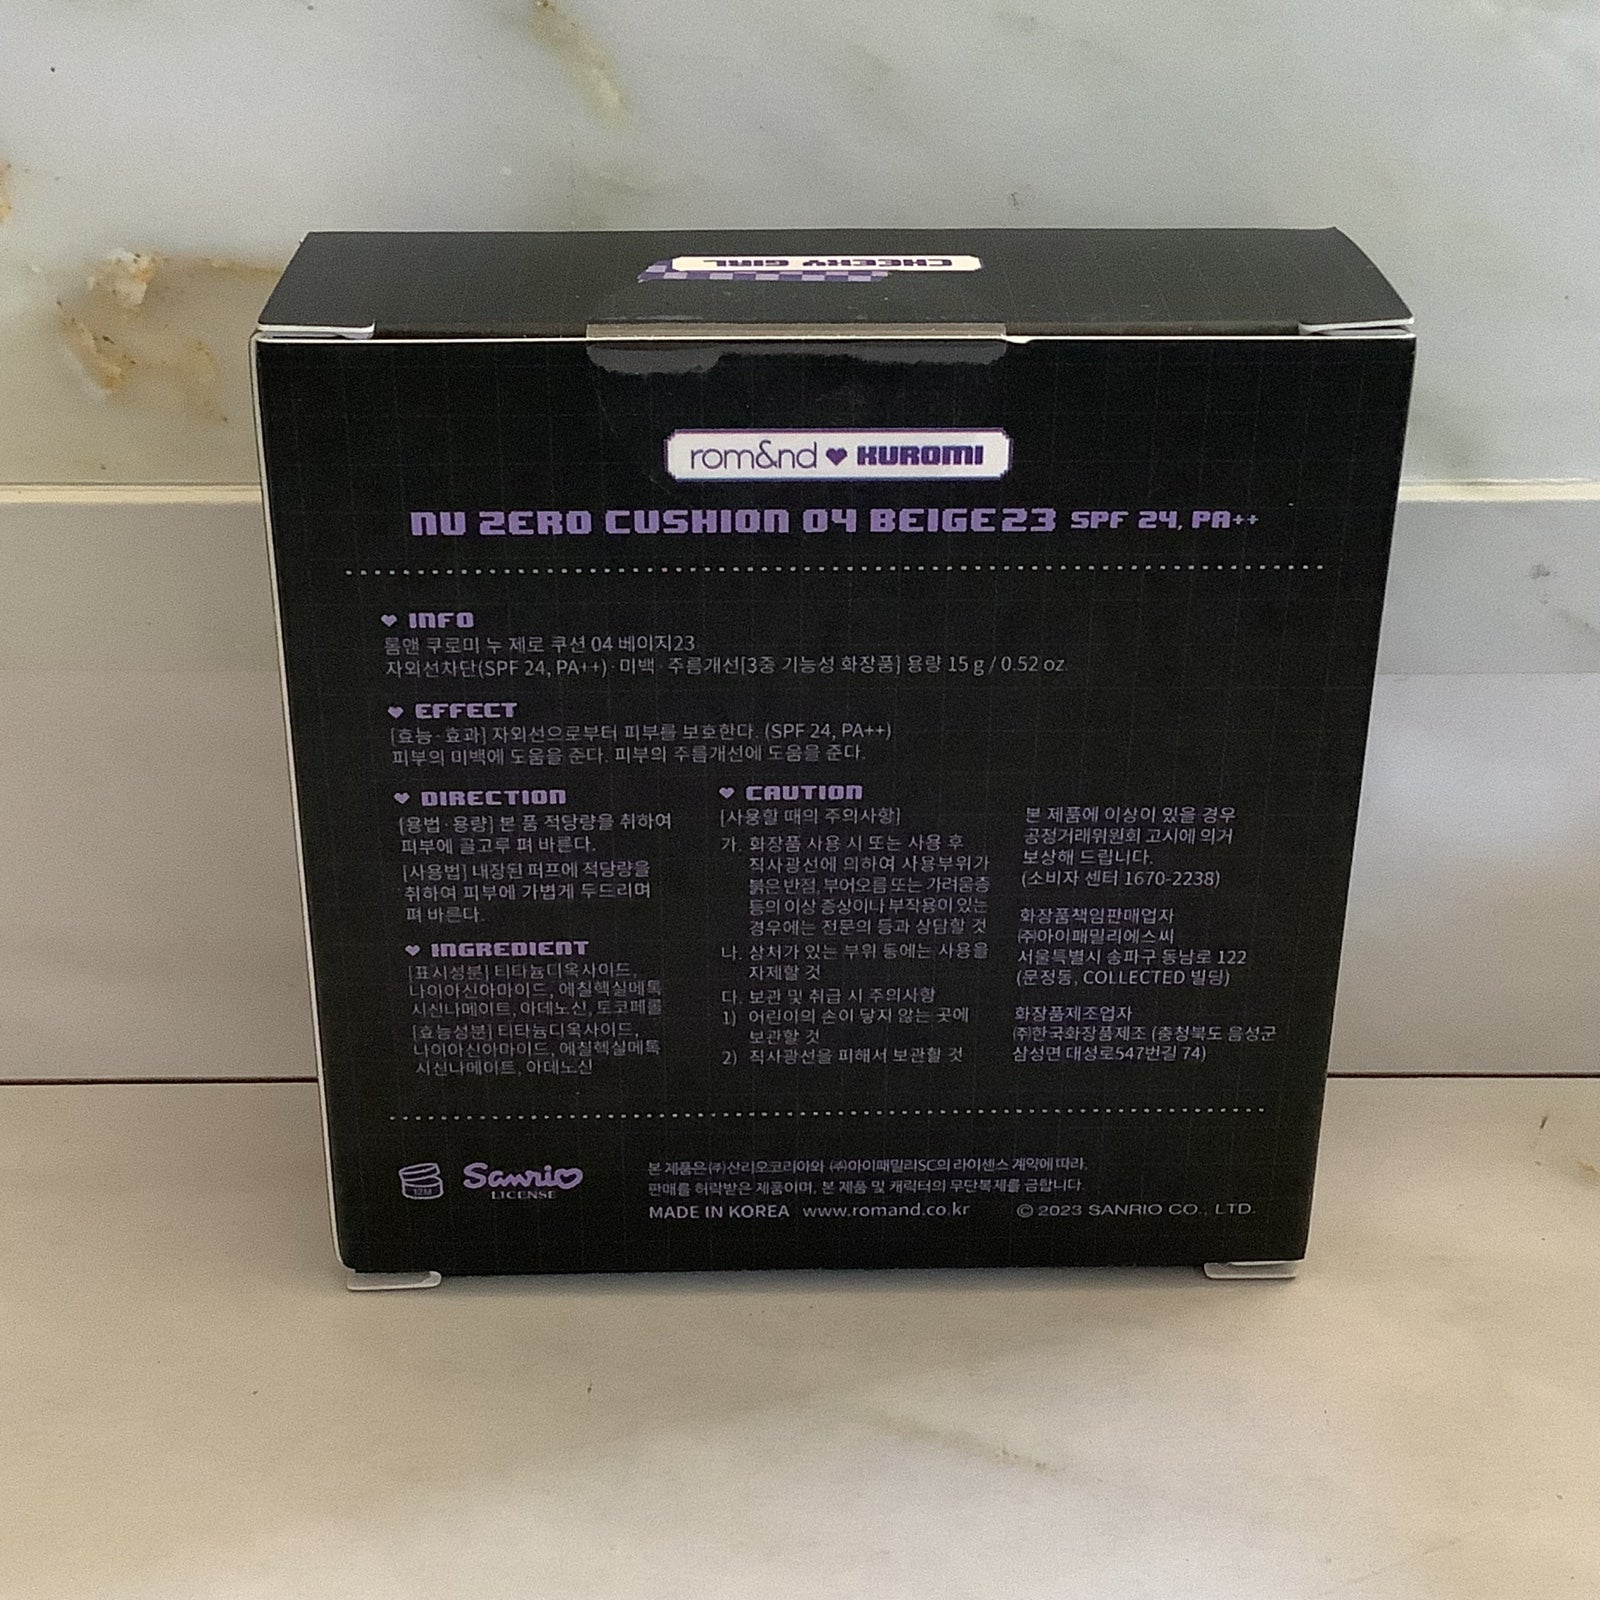 CHEEKY GIRL
rom&nd♥KUROMI
NU ZERO CUSHION 04 BEIGE23 SPF 24, PA++
♥ INFO
롬앤 쿠로미 누 제로 쿠션 04 베이지23
자외선차단(SPF 24, PA++) · 미백 · 주름개선[3중 기능성 화장품] 용량 15 g / 0.52 oz.
♥ EFFECT
[효능·효과] 자외선으로부터 피부를 보호한다. (SPF 24, PA++)
피부의 미백에 도움을 준다. 피부의 주름개선에 도움을 준다.
♥ DIRECTION
[용법·용량] 본 품 적당량을 취하여
피부에 골고루 펴 바른다.
[사용법] 내장된 퍼프에 적당량을
취하여 피부에 가볍게 두드리며
펴 바른다.
♥ INGREDIENT
[표시성분] 티타늄디옥사이드,
나이아신아마이드, 에칠헥실메톡
시신나메이트, 아데노신, 토코페롤
[효능성분] 티타늄디옥사이드,
나이아신아마이드, 에칠헥실메톡
시신나메이트, 아데노신
♥ CAUTION
[사용할 때의 주의사항]
가. 화장품 사용 시 또는 사용 후
직사광선에 의하여 사용부위가
붉은 반점, 부어오름 또는 가려움증
등의 이상 증상이나 부작용이 있는
경우에는 전문의 등과 상담할 것
나. 상처가 있는 부위 등에는 사용을
자제할 것
다. 보관 및 취급 시 주의사항
1) 어린이의 손이 닿지 않는 곳에
보관할 것
2) 직사광선을 피해서 보관할 것
본 제품에 이상이 있을 경우
공정거래위원회 고시에 의거
보상해 드립니다.
(소비자 센터 1670-2238)
화장품책임판매업자
㈜아이패밀리에스씨
서울특별시 송파구 동남로 122
(문정동, COLLECTED 빌딩)
화장품제조업자
㈜한국화장품제조 (충청북도 음성군
삼성면 대성로547번길 74)
12M
Sanrio
LICENSE
본 제품은 ㈜산리오코리아와 ㈜아이패밀리SC의 라이센스 계약에 따라,
판매를 허락받은 제품이며, 본 제품 및 캐릭터의 무단복제를 금합니다.
MADE IN KOREA www.romand.co.kr © 2023 SANRIO CO., LTD.